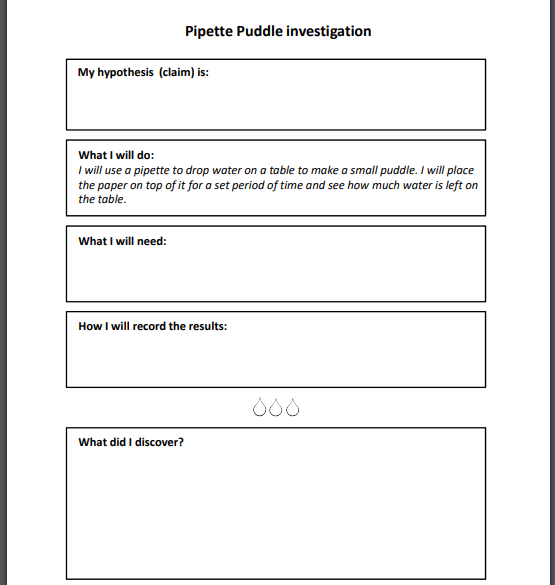 Pipette Puddle investigation
My hypothesis (claim) is:
What I will do:
I will use a pipette to drop water on a table to make a small puddle. I will place
the paper on top of it for a set period of time and see how much water is left on
the table.
What I will need:
How I will record the results:
What did I discover?